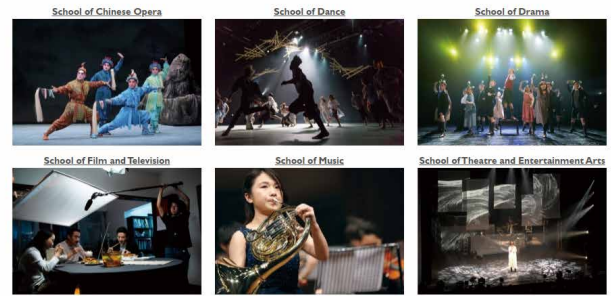 School of Chinese Opera
School of Dance
School of Drama
School of Film and Television
School of Music
School of Theatre and Entertainment Arts